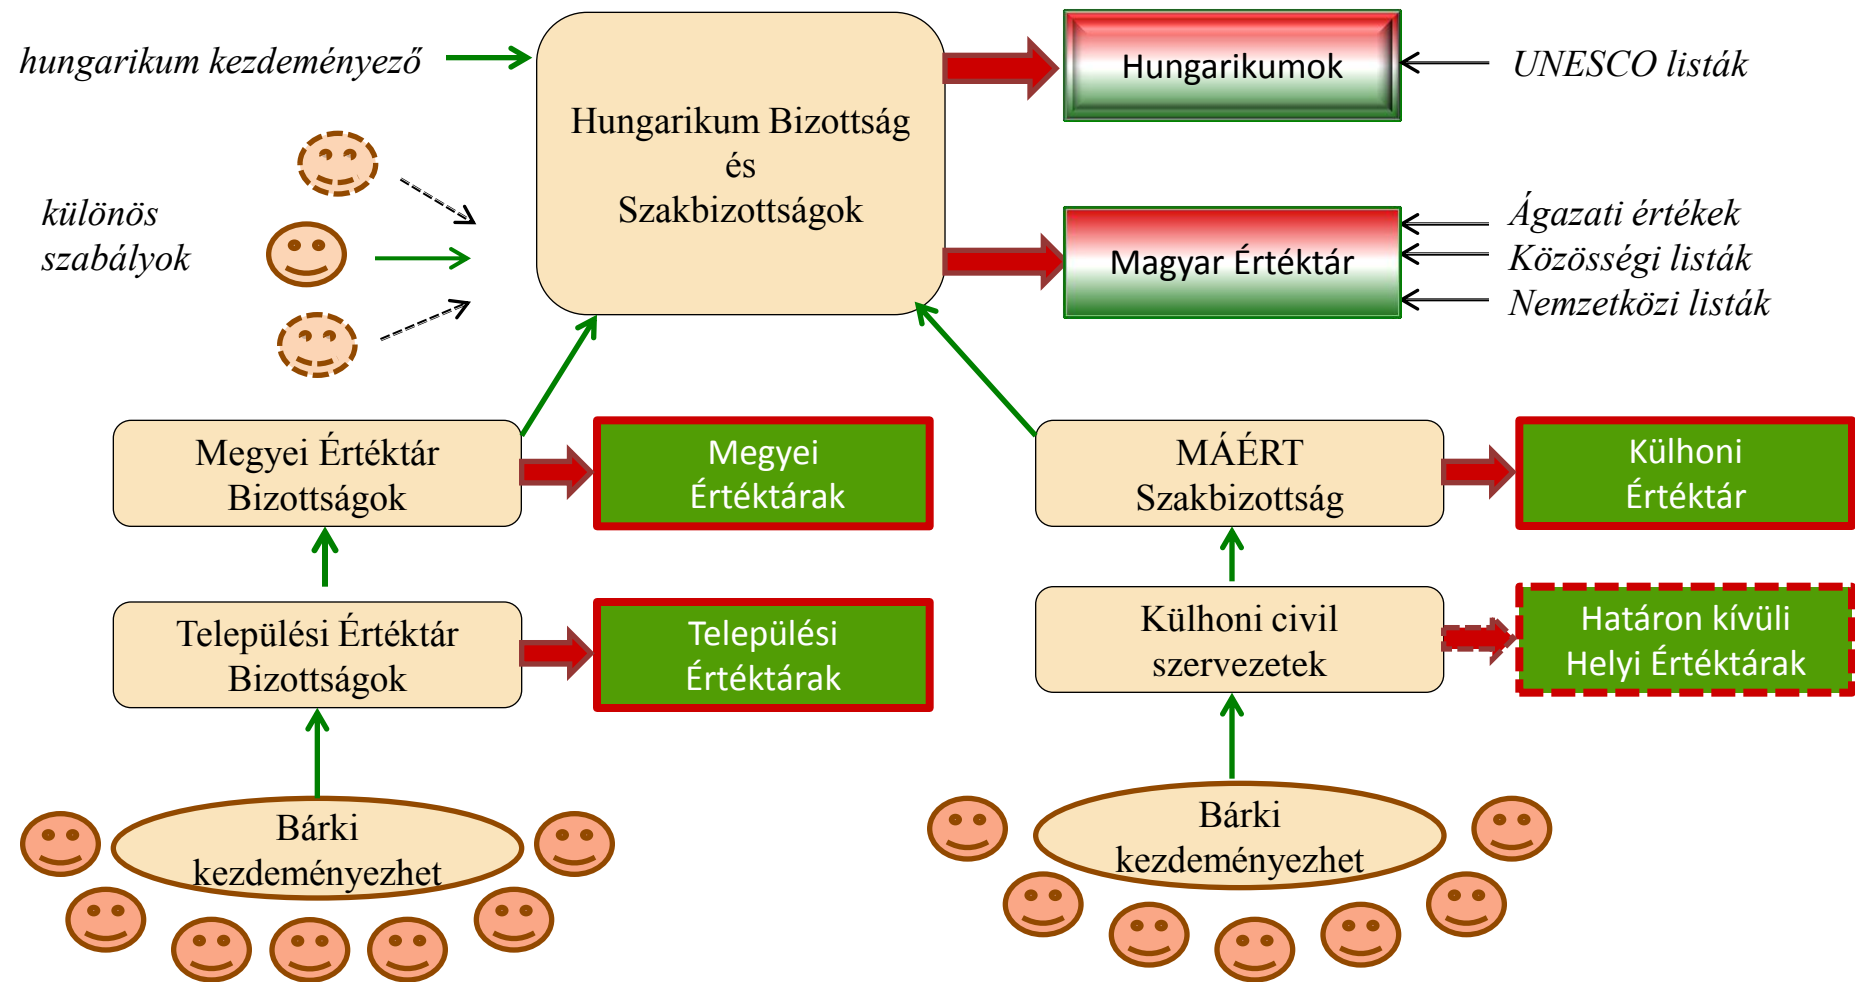 hungarikum kezdeményező
Hungarikum Bizottság
és
Szakbizottságok
Hungarikumok
UNESCO listák
különös
szabályok
Magyar Értéktár
Ágazati értékek
Közösségi listák
Nemzetközi listák
Megyei Értéktár
Bizottságok
Megyei
Értéktárak
MÁÉRT
Szakbizottság
Külhoni
Értéktár
Települési Értéktár
Bizottságok
Települési
Értéktárak
Külhoni civil
szervezetek
Határon kívüli
Helyi Értéktárak
Bárki
kezdeményezhet
Bárki
kezdeményezhet